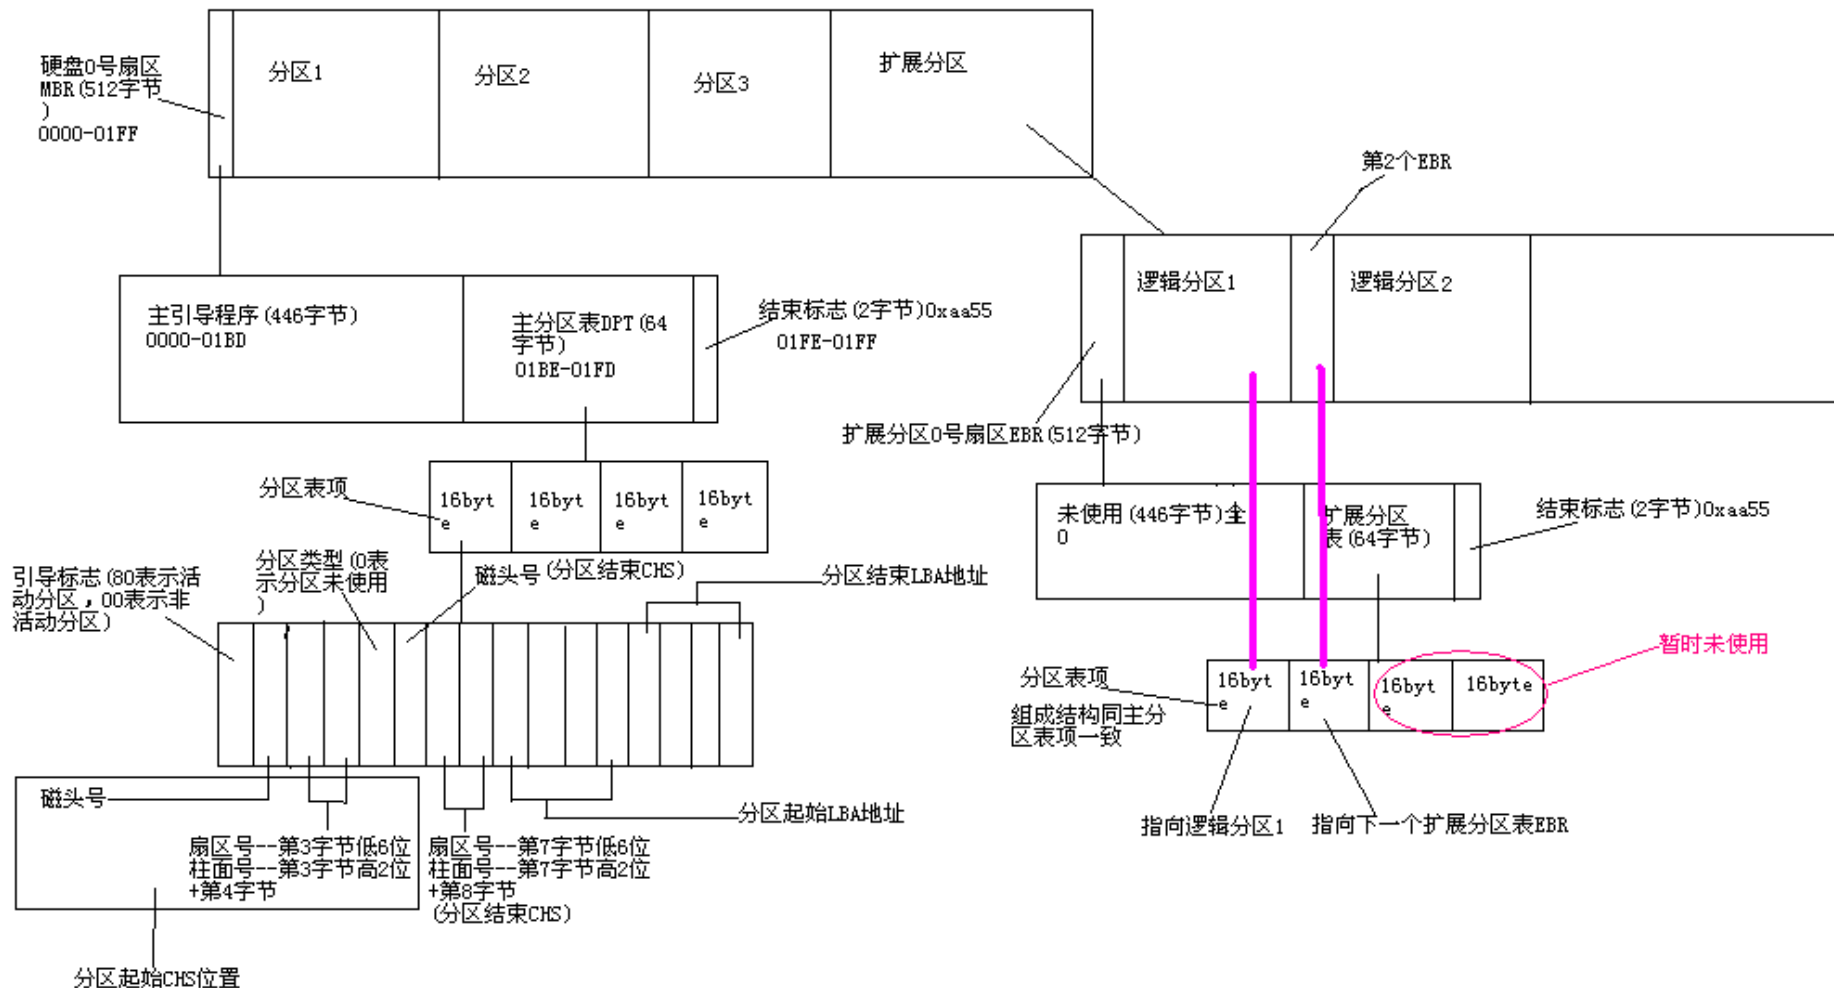 硬盘0号扇区
MBR(512字节
)
0000-01FF
分区1
分区2
分区3
扩展分区
第2个EBR
主引导程序(446字节)
0000-01BD
主分区表DPT(64
字节)
01BE-01FD
结束标志(2字节)0xaa55
01FE-01FF
逻辑分区1
逻辑分区2
扩展分区0号扇区EBR(512字节)
分区表项
16byt
e
16byt
e
16byt
e
16byt
e
未使用(446字节)全
0
扩展分区
表(64字节)
结束标志(2字节)0xaa55
引导标志(80表示活
动分区，00表示非
活动分区)
分区类型(0表
示分区未使用
)
磁头号(分区结束CHS)
分区结束LBA地址
暂时未使用
分区表项
组成结构同主分
区表项一致
16byt
e
16byt
e
16byt
e
16byte
磁头号
分区起始LBA地址
指向逻辑分区1
指向下一个扩展分区表EBR
扇区号--第3字节低6位
柱面号--第3字节高2位
+第4字节
扇区号--第7字节低6位
柱面号--第7字节高2位
+第8字节
(分区结束CHS)
分区起始CHS位置